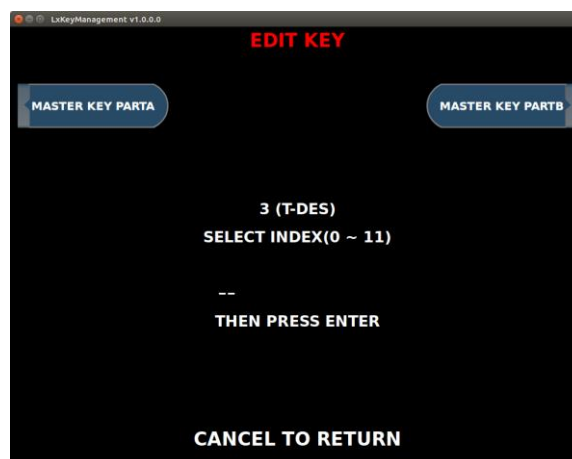 LxKeyManagement v1.0.0.0
EDIT KEY
MASTER KEY PARTA
MASTER KEY PARTB
3 (T-DES)
SELECT INDEX(0 ~ 11)
--
THEN PRESS ENTER
CANCEL TO RETURN